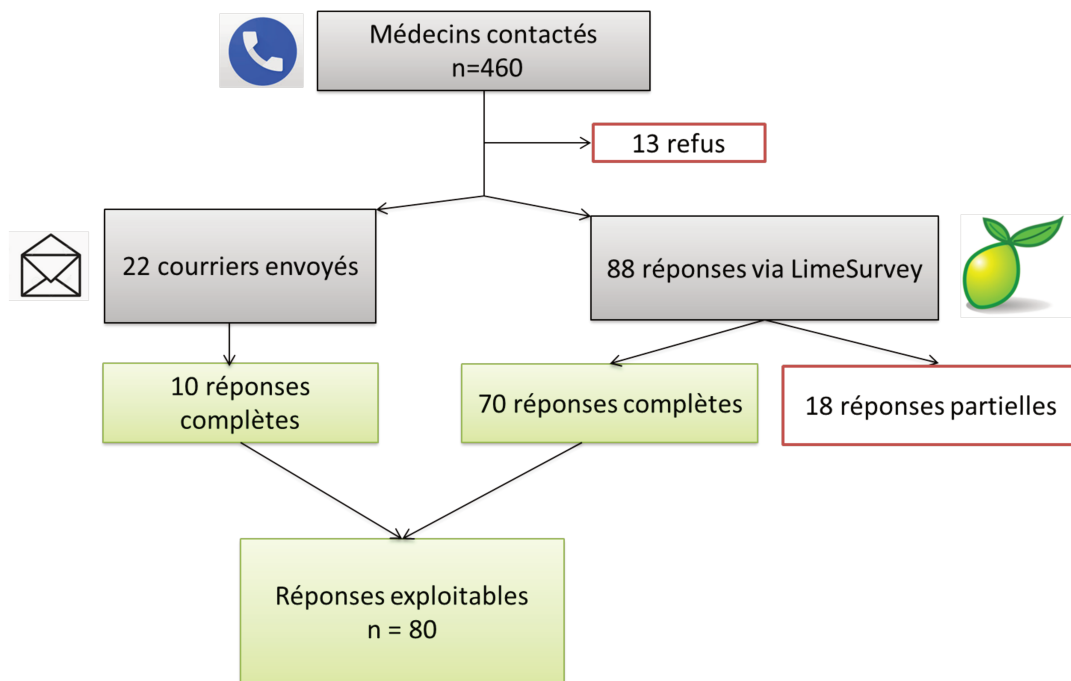 Médecins contactés
n=460
13 refus
22 courriers envoyés
88 réponses via LimeSurvey
10 réponses
complètes
70 réponses complètes
18 réponses partielles
Réponses exploitables
n = 80